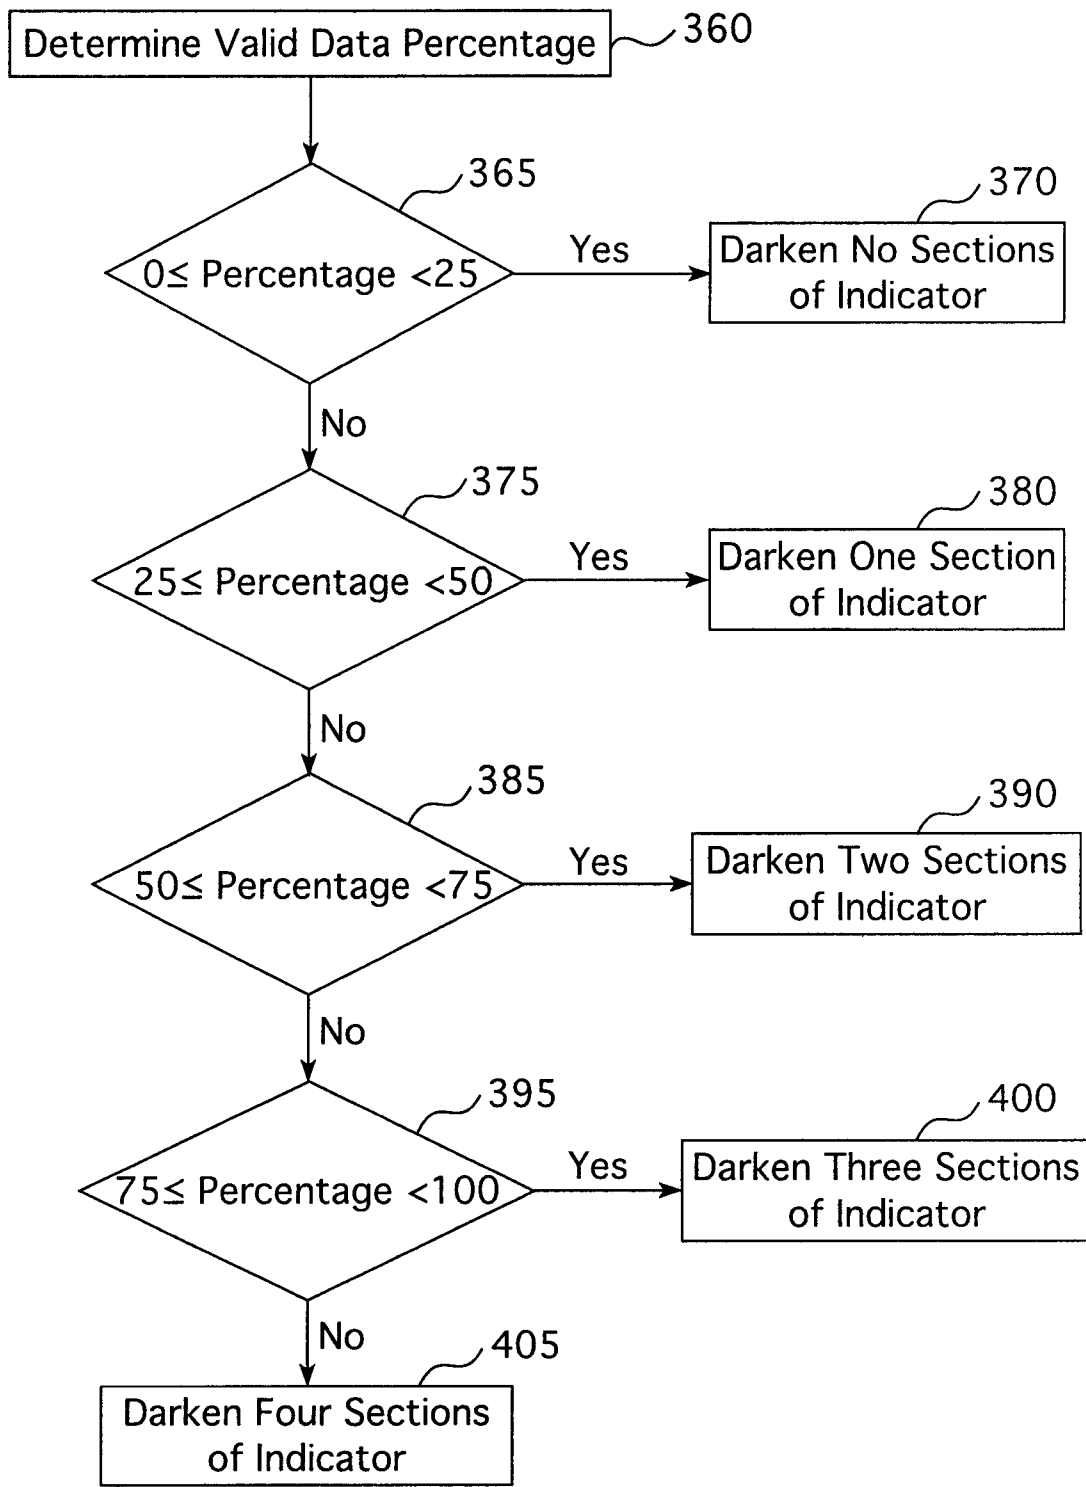 Determine Valid Data Percentage
360
365
0≤ Percentage <25
Yes
370
Darken No Sections
of Indicator
No
375
25≤ Percentage <50
Yes
380
Darken One Section
of Indicator
No
385
50≤ Percentage <75
Yes
390
Darken Two Sections
of Indicator
No
395
75≤ Percentage <100
Yes
400
Darken Three Sections
of Indicator
No
405
Darken Four Sections
of Indicator